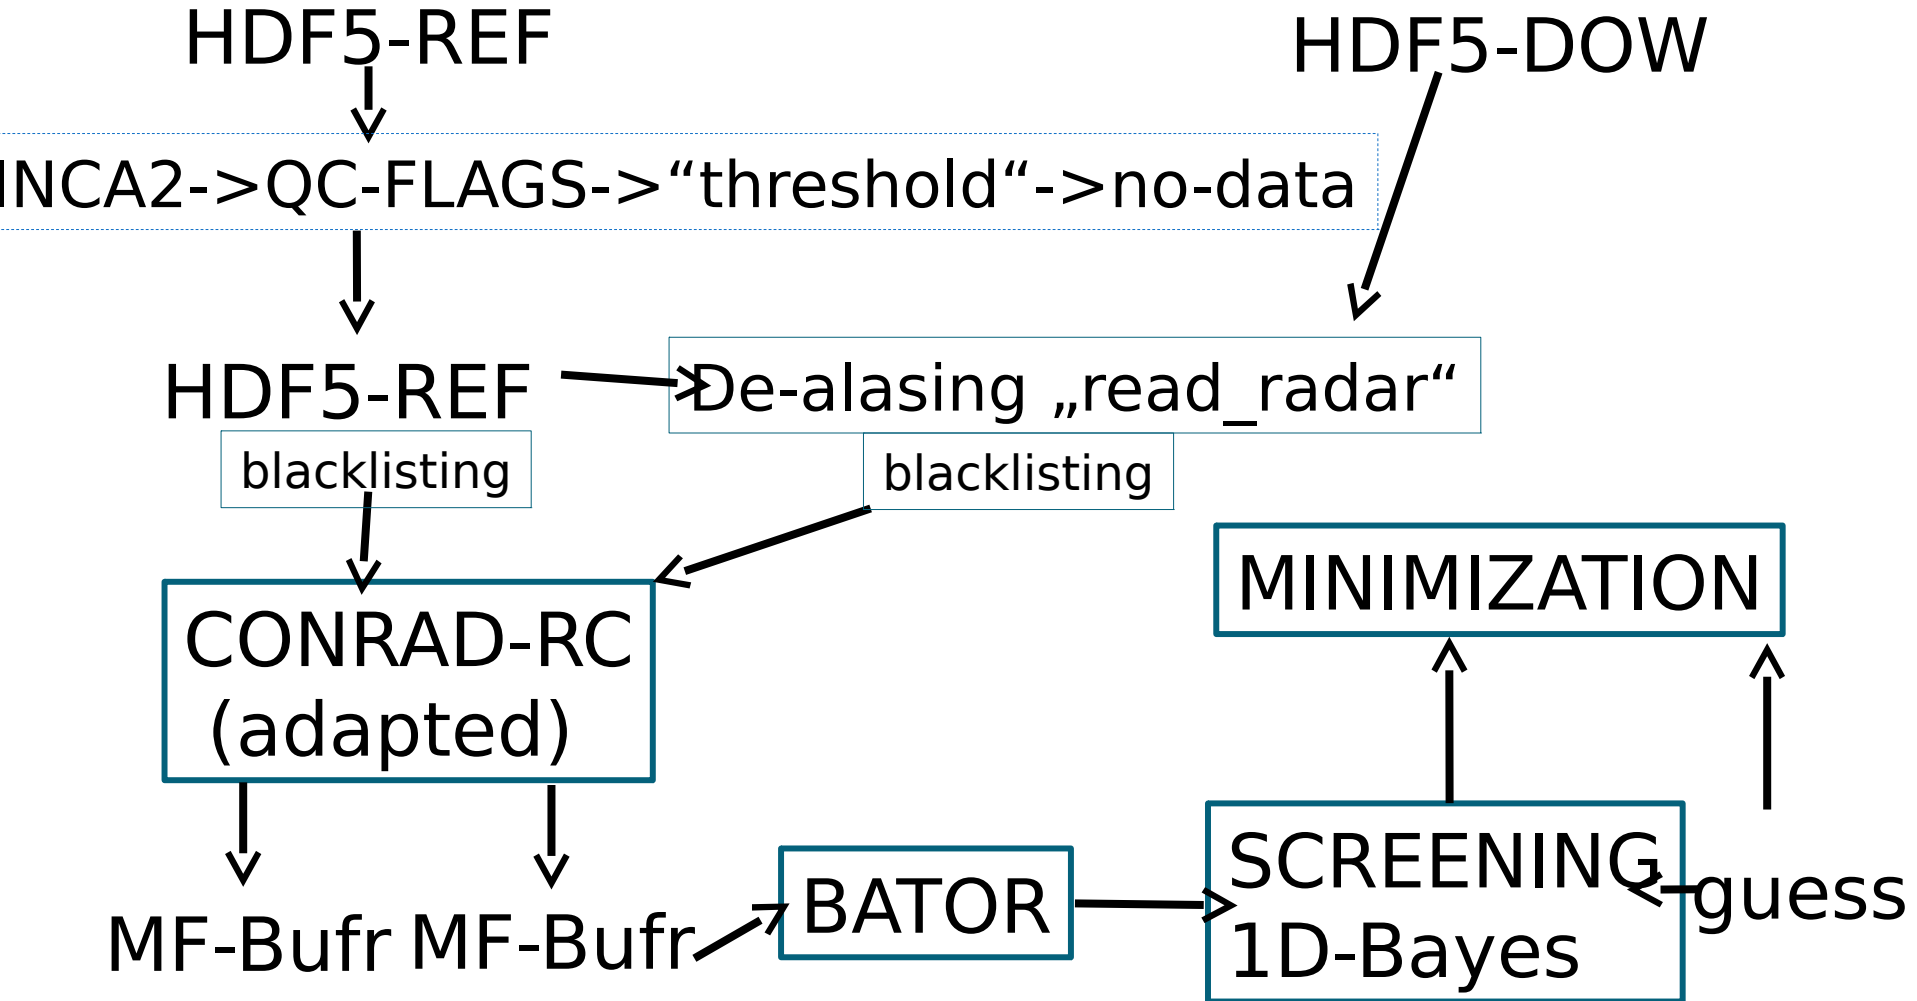 HDF5-REF
HDF5-DOW
INCA2->QC-FLAGS->“threshold“->no-data
HDF5-REF
De-alasing „read_radar“
blacklisting
blacklisting
MINIMIZATION
CONRAD-RC
(adapted)
SCREENING
1D-Bayes
guess
BATOR
MF-Bufr
MF-Bufr